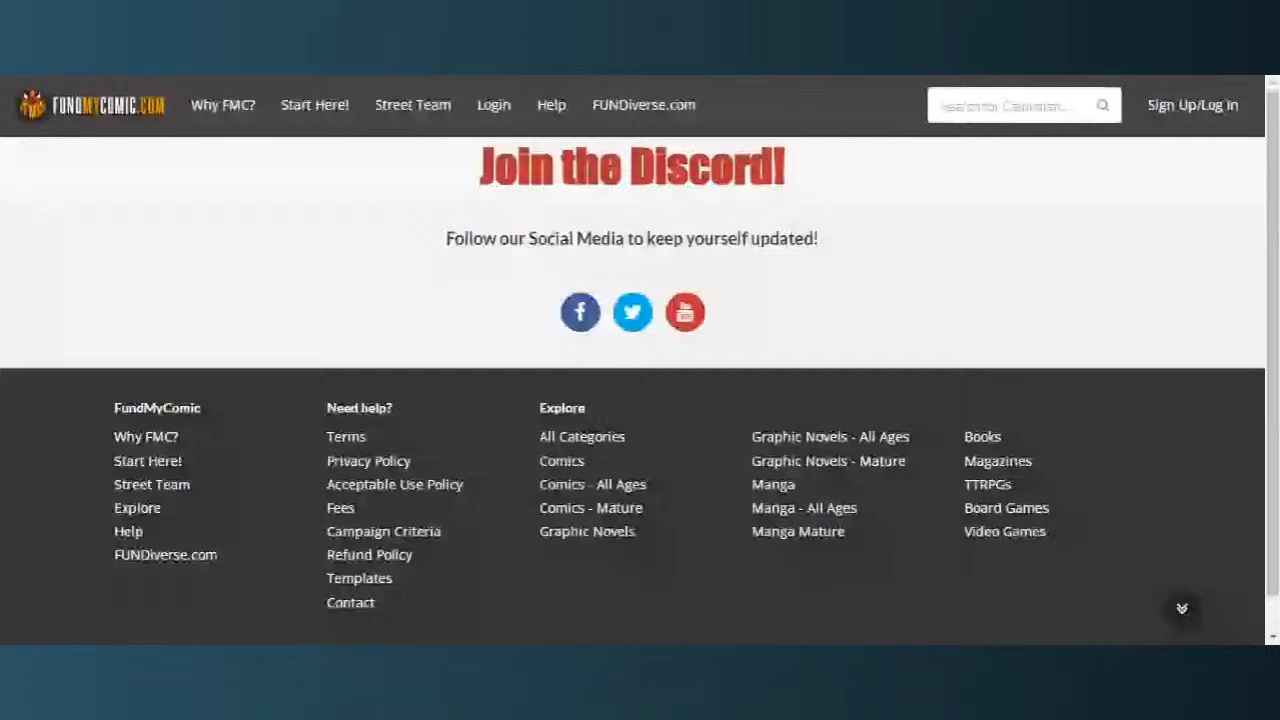 FUNDMYCOMIC.COM Why FMC? Start Here! Street Team Login Help FUNDiverse.com Search for Campaign... Sign Up/Log in
Join the Discord!
Follow our Social Media to keep yourself updated!
FundMyComic
Why FMC?
Start Here!
Street Team
Explore
Help
FUNDiverse.com
Need help?
Terms
Privacy Policy
Acceptable Use Policy
Fees
Campaign Criteria
Refund Policy
Templates
Contact
Explore
All Categories
Comics
Comics - All Ages
Comics - Mature
Graphic Novels
Graphic Novels - All Ages
Graphic Novels - Mature
Manga
Manga - All Ages
Manga Mature
Books
Magazines
TTRPGs
Board Games
Video Games